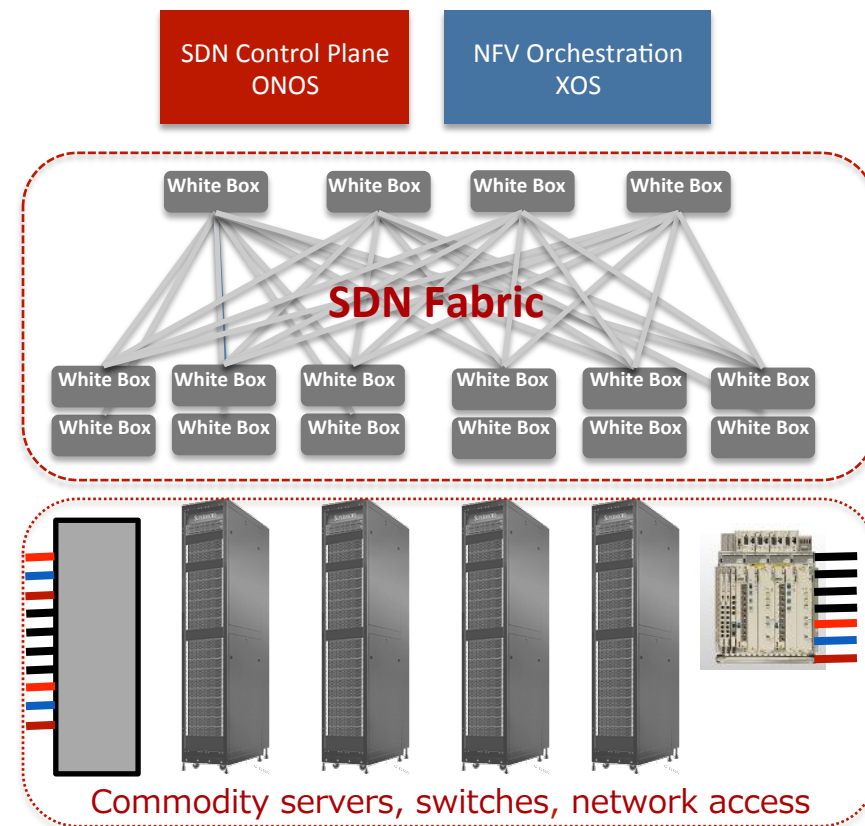 SDN Control Plane
ONOS
NFV Orchestration
XOS
White Box
White Box
White Box
White Box
SDN Fabric
White Box
White Box
White Box
White Box
White Box
White Box
White Box
White Box
White Box
White Box
White Box
White Box
Commodity servers, switches, network access